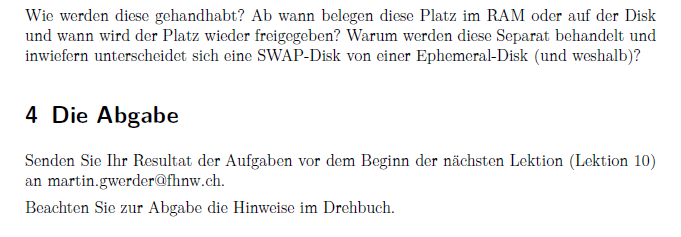 Wie werden diese gehandhabt? Ab wann belegen diese Platz im RAM oder auf der Disk
und wann wird der Platz wieder freigegeben? Warum werden diese Separat behandelt und
inwiefern unterscheidet sich eine SWAP-Disk von einer Ephemeral-Disk (und weshalb)?
4 Die Abgabe
Senden Sie Ihr Resultat der Aufgaben vor dem Beginn der nächsten Lektion (Lektion 10)
an martin.gwerder@fhnw.ch.
Beachten Sie zur Abgabe die Hinweise im Drehbuch.